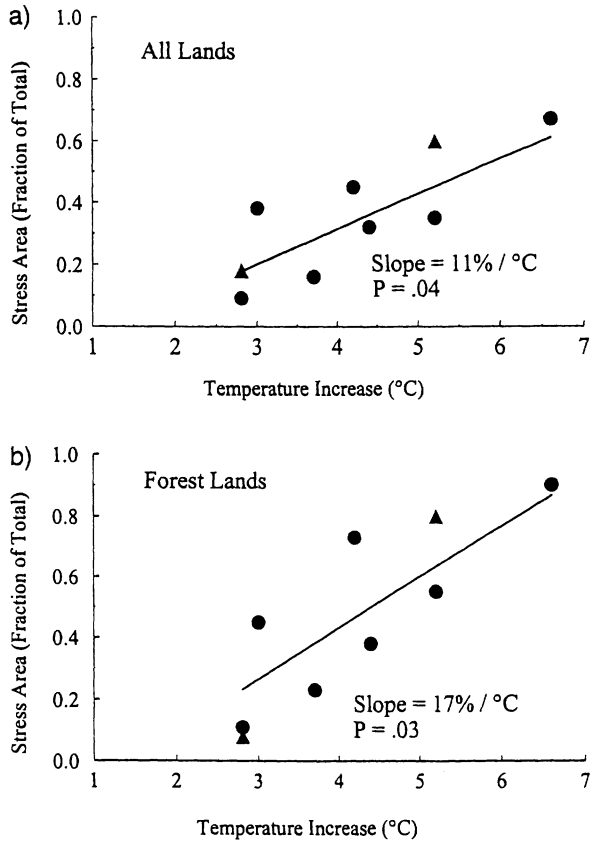 a)
All Lands
Stress Area (Fraction of Total)
1.0
0.8
0.6
0.4
0.2
0.0
Slope = 11% / °C
P = .04
1 2 3 4 5 6 7
Temperature Increase (°C)
b)
Forest Lands
Stress Area (Fraction of Total)
1.0
0.8
0.6
0.4
0.2
0.0
Slope = 17% / °C
P = .03
1 2 3 4 5 6 7
Temperature Increase (°C)